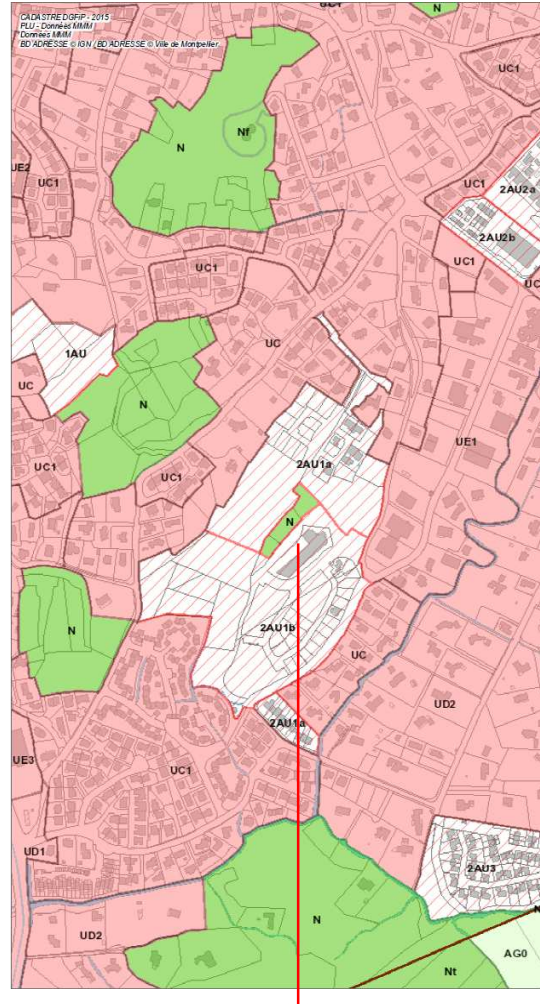 CADASTRE DGFiP - 2015
PLU - Données MMM
Données MMM
BD ADRESSE © IGN / BD ADRESSE © Ville de Montpellier
N
N
Nf
UC1
UE2
UC1
UC1
2AU2a
2AU2b
UC1
UC1
UC
1AU
UC
UC
N
UE1
UC1
UC1
2AU1a
N
N
2AU1b
UC
UD2
2AU1a
UE3
UC1
UD1
2AU3
UD2
N
N
AG0
Nt